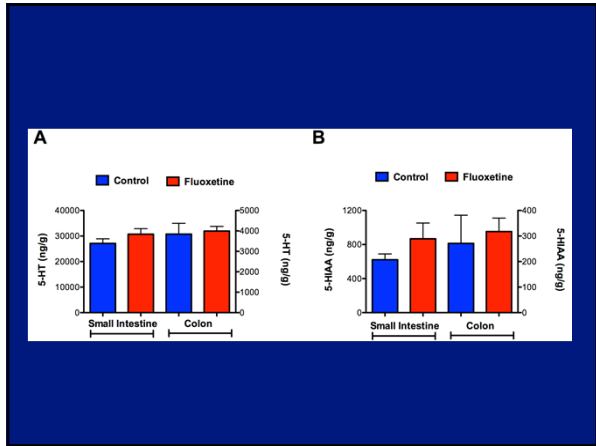 A
Control Fluoxetine
5-HT (ng/g)
40000
30000
20000
10000
0
5000
4000
3000
2000
1000
0
5-HT (ng/g)
Small Intestine Colon
B
Control Fluoxetine
5-HIAA (ng/g)
1200
800
400
0
400
300
200
100
0
5-HIAA (ng/g)
Small Intestine Colon